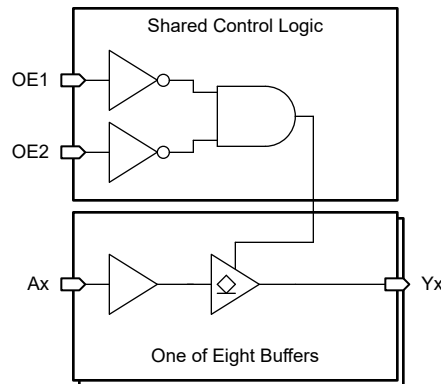 Shared Control Logic
OE1
OE2
Ax
Yx
One of Eight Buffers